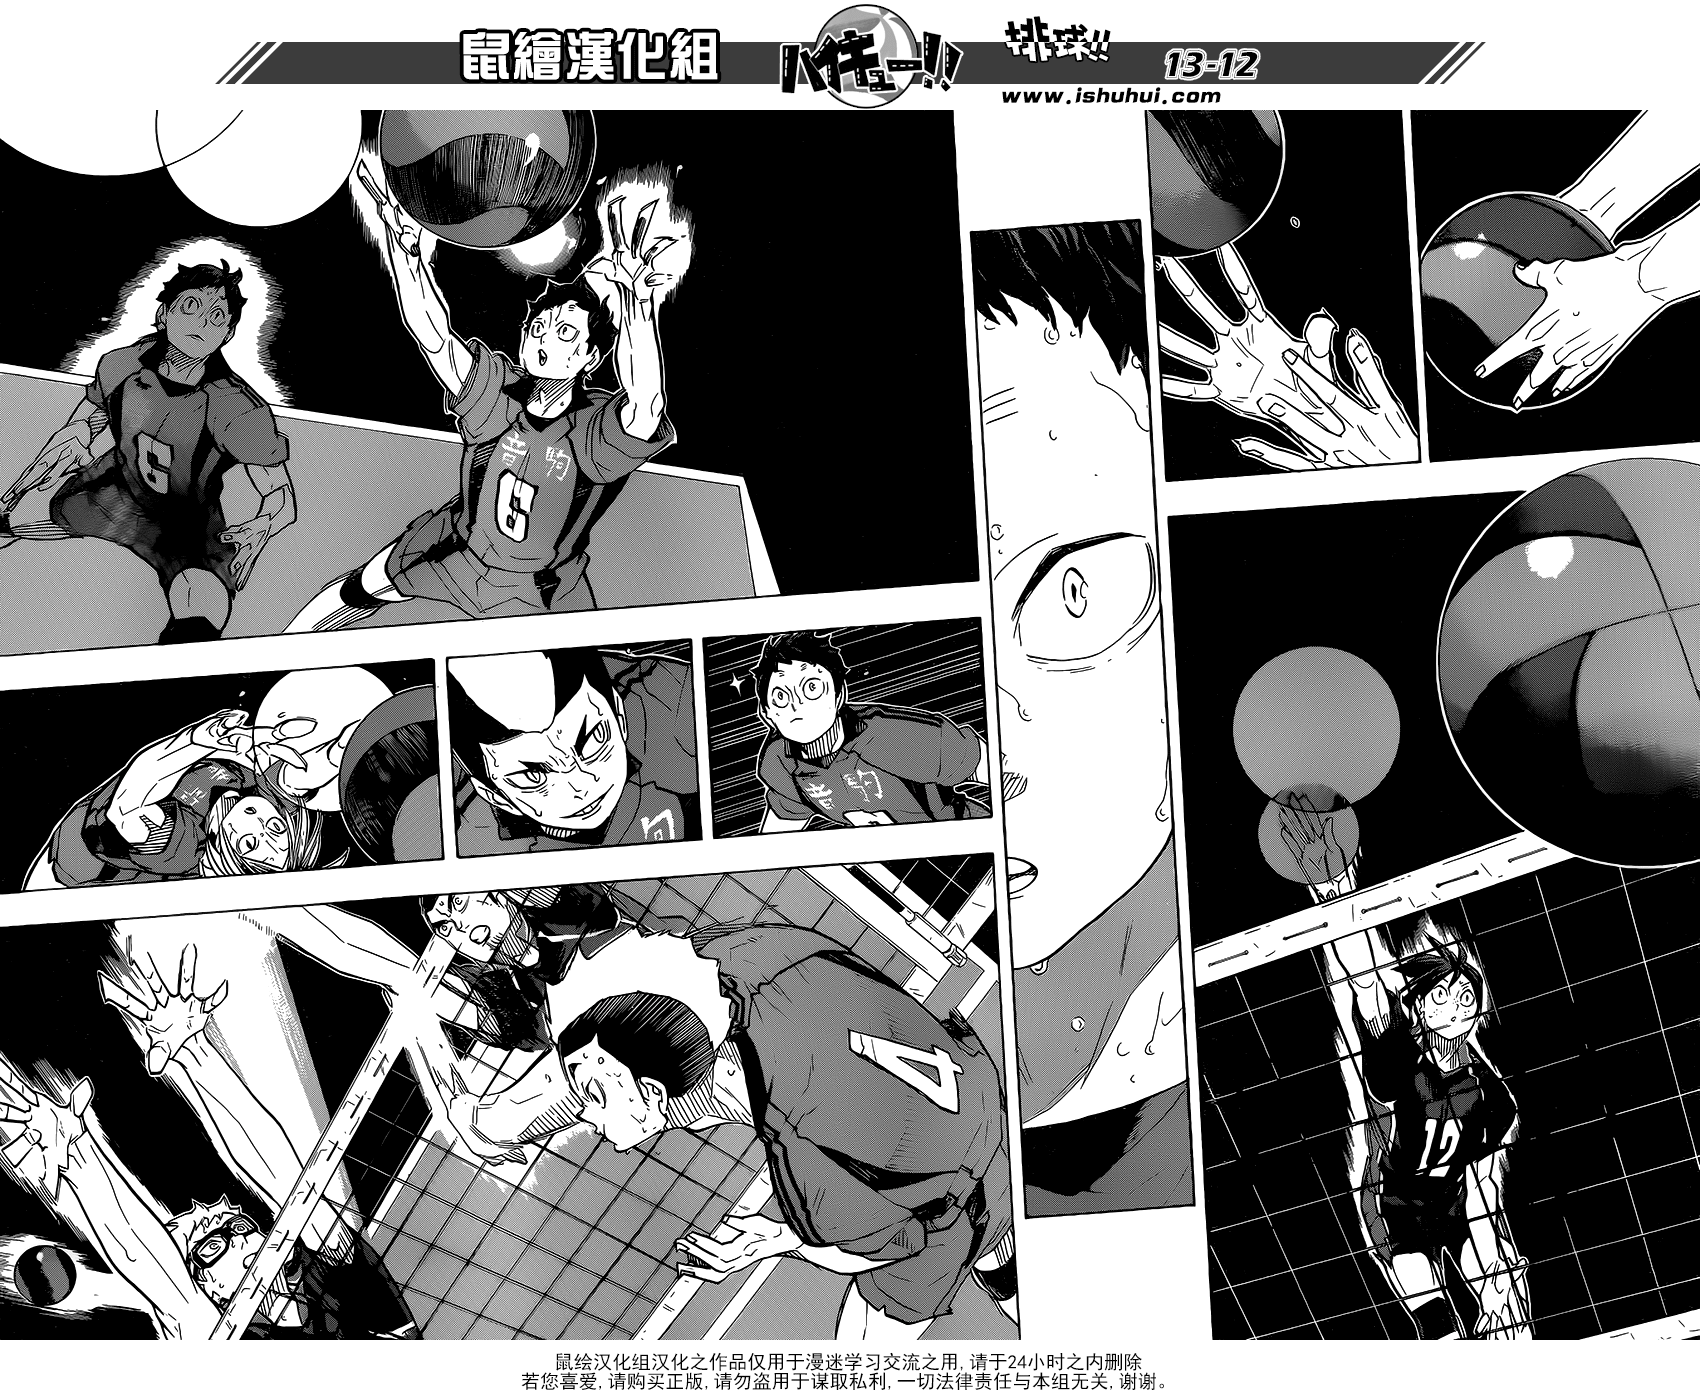 鼠繪漢化組
ハイキュー!!
排球!!
13-12
www.ishuhui.com
音駒
6
6
音駒
4
12
鼠绘汉化组汉化之作品仅用于漫迷学习交流之用,请于24小时之内删除
若您喜爱,请购买正版,请勿盗用于谋取私利,一切法律责任与本组无关,谢谢。